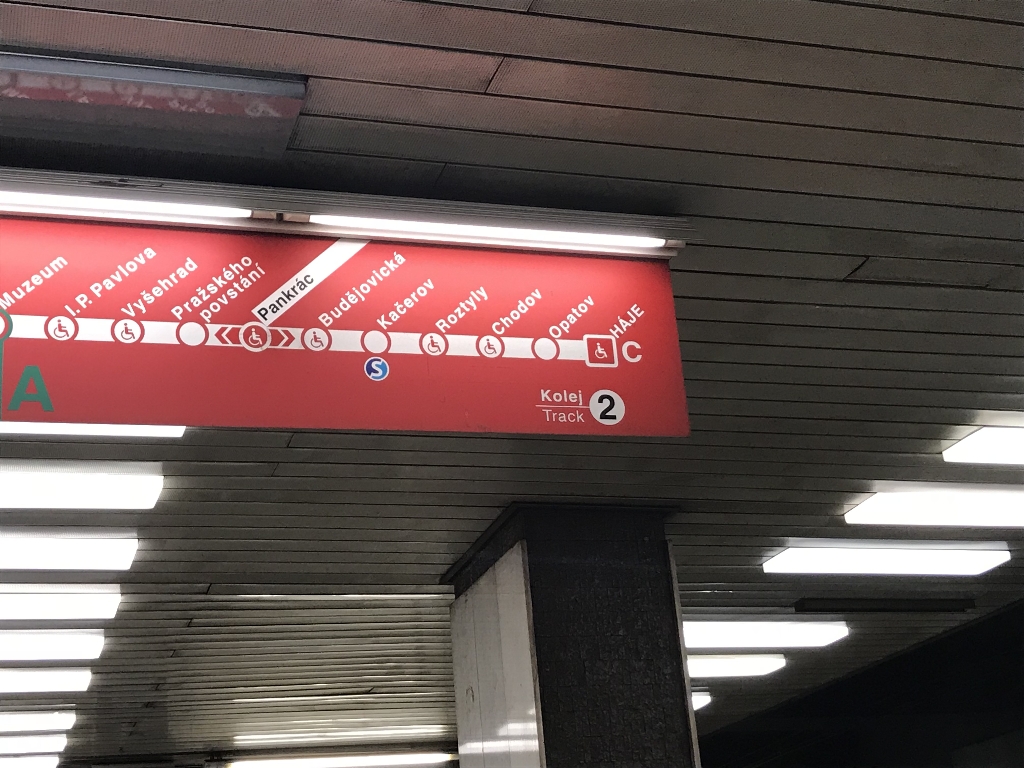 Muzeum
I.P. Pavlova
Vyšehrad
Pražského
povstání
Pankrác
Budějovická
Kačerov
Roztyly
Chodov
Opatov
HÁJE
C
S
A
Kolej
Track
2